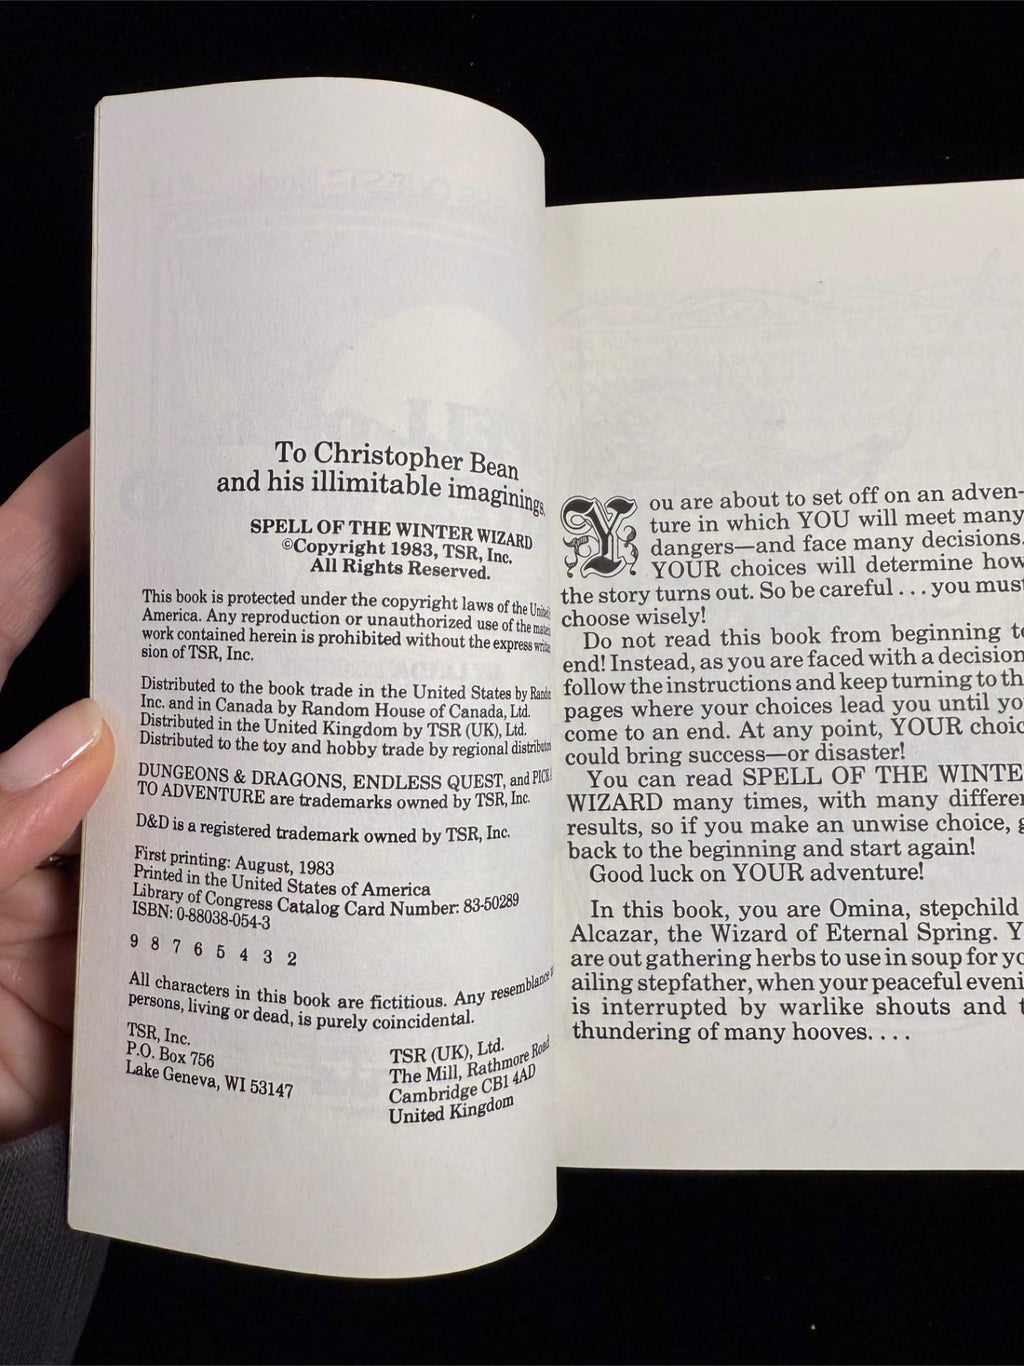 To Christopher Bean
and his illimitable imaginings.
SPELL OF THE WINTER WIZARD
©Copyright 1983, TSR, Inc.
All Rights Reserved.
This book is protected under the copyright laws of the United
America. Any reproduction or unauthorized use of the
work contained herein is prohibited without the express
sion of TSR, Inc.
Distributed to the book trade in the United States by
Inc. and in Canada by Random House of Canada, Ltd.
Distributed in the United Kingdom by TSR (UK), Ltd.
Distributed to the toy and hobby trade by regional
DUNGEONS & DRAGONS, ENDLESS QUEST, and PICK
TO ADVENTURE are trademarks owned by TSR, Inc.
D&D is a registered trademark owned by TSR, Inc.
First printing: August, 1983
Printed in the United States of America
Library of Congress Catalog Card Number: 83-50289
ISBN: 0-88038-054-3
9 8 7 6 5 4 3 2
All characters in this book are fictitious. Any resemblance
persons, living or dead, is purely coincidental.
TSR, Inc.
P.O. Box 756
Lake Geneva, WI 53147
TSR (UK), Ltd.
The Mill, Rathmore Road
Cambridge CB1 4AD
United Kingdom
You are about to set off on an adven-
ture in which YOU will meet many
dangers—and face many decisions.
YOUR choices will determine how
the story turns out. So be careful . . . you must
choose wisely!
Do not read this book from beginning to
end! Instead, as you are faced with a decision
follow the instructions and keep turning to
pages where your choices lead you until
come to an end. At any point, YOUR
could bring success—or disaster!
You can read SPELL OF THE
WIZARD many times, with many
results, so if you make an unwise choice,
back to the beginning and start again!
Good luck on YOUR adventure!
In this book, you are Omina, stepchild
Alcazar, the Wizard of Eternal Spring.
are out gathering herbs to use in soup for
ailing stepfather, when your peaceful
is interrupted by warlike shouts and
thundering of many hooves. . . .